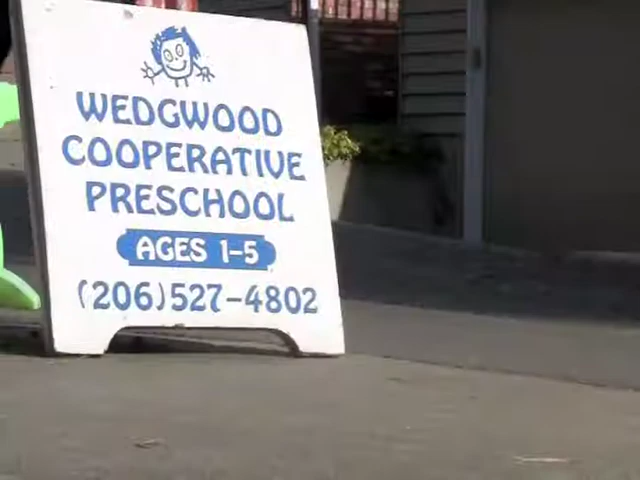 WEDGWOOD
COOPERATIVE
PRESCHOOL
AGES 1-5
(206)527-4802